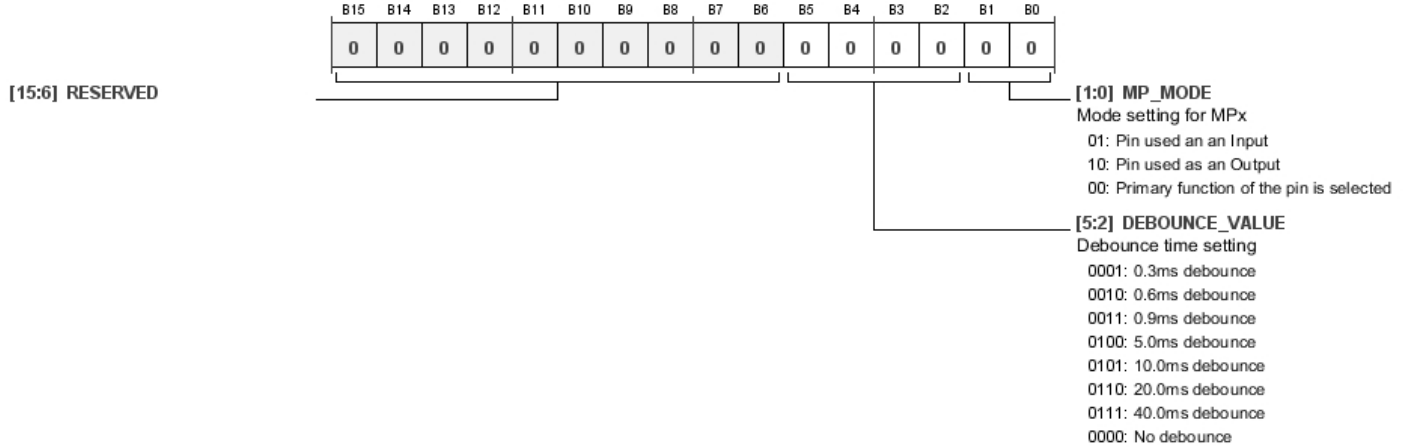 B15 B14 B13 B12 B11 B10 B9 B8 B7 B6 B5 B4 B3 B2 B1 B0
0 0 0 0 0 0 0 0 0 0 0 0 0 0 0 0
[15:6] RESERVED
[1:0] MP_MODE
Mode setting for MPx
01: Pin used an an Input
10: Pin used as an Output
00: Primary function of the pin is selected
[5:2] DEBOUNCE_VALUE
Debounce time setting
0001: 0.3ms debounce
0010: 0.6ms debounce
0011: 0.9ms debounce
0100: 5.0ms debounce
0101: 10.0ms debounce
0110: 20.0ms debounce
0111: 40.0ms debounce
0000: No debounce